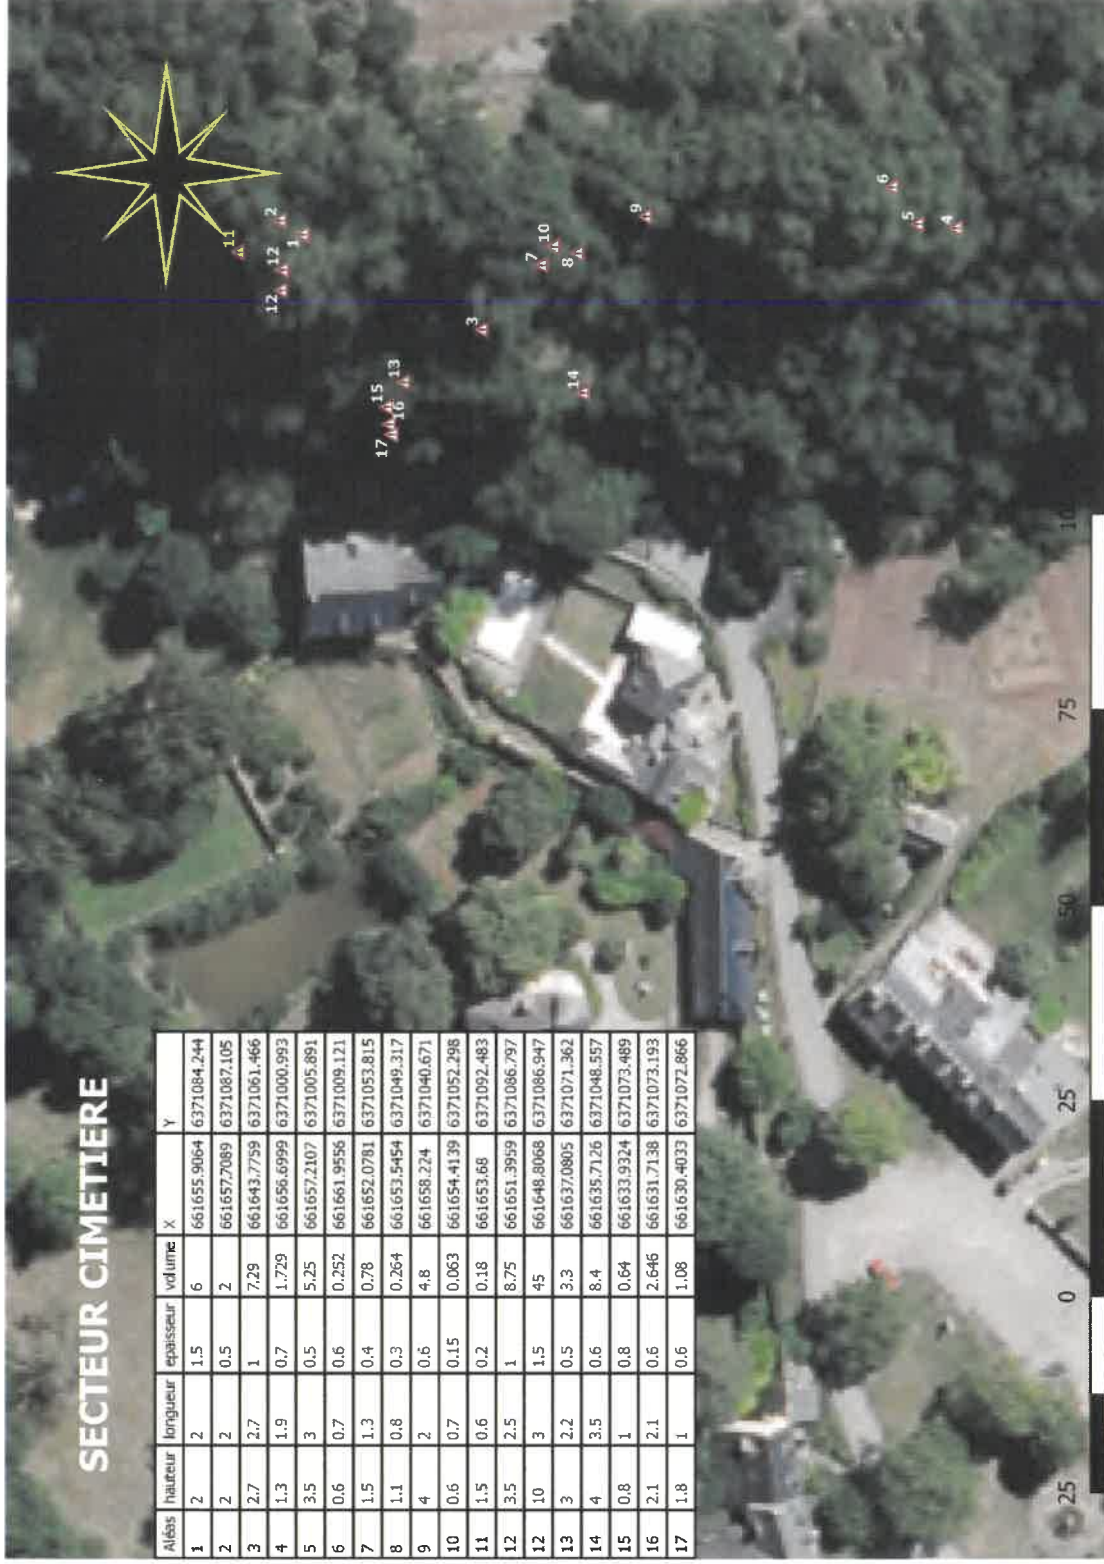 SECTEUR CIMETIERE
Aléas hauteur longueur epaisseur volume X Y
1 2 2 1.5 6 661655.9064 6371084.244
2 2 2 0.5 2 661657.7089 6371087.105
3 2.7 2.7 1 7.29 661643.7759 6371061.466
4 1.3 1.9 0.7 1.729 661656.6999 6371000.993
5 3.5 3 0.5 5.25 661657.2107 6371005.891
6 0.6 0.7 0.6 0.252 661661.9556 6371009.121
7 1.5 1.3 0.4 0.78 661652.0781 6371053.815
8 1.1 0.8 0.3 0.264 661653.5454 6371049.317
9 4 2 0.6 4.8 661658.224 6371040.671
10 0.6 0.7 0.15 0.063 661654.4139 6371052.298
11 1.5 0.6 0.2 0.18 661653.68 6371092.483
12 3.5 2.5 1 8.75 661651.3959 6371086.797
12 10 3 1.5 45 661648.8068 6371086.947
13 3 2.2 0.5 3.3 661637.0805 6371071.362
14 4 3.5 0.6 8.4 661635.7126 6371048.557
15 0.8 1 0.8 0.64 661633.9324 6371073.489
16 2.1 2.1 0.6 2.646 661631.7138 6371073.193
17 1.8 1 0.6 1.08 661630.4033 6371072.866
11
12 12 2
1
17 15
16 13
3
7 10
8
14
9
6
5
4
25 0 25 50 75 10